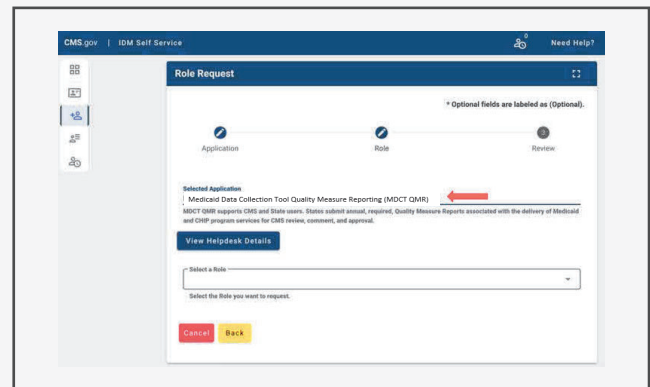 CMS.gov | IDM Self Service
0
Need Help?
Role Request
* Optional fields are labeled as (Optional).
Application
Role
3
Review
Selected Application
Medicaid Data Collection Tool Quality Measure Reporting (MDCT QMR)
MDCT QMR supports CMS and State users. States submit annual, required, Quality Measure Reports associated with the delivery of Medicaid
and CHIP program services for CMS review, comment, and approval.
View Helpdesk Details
Select a Role
Select the Role you want to request.
Cancel Back